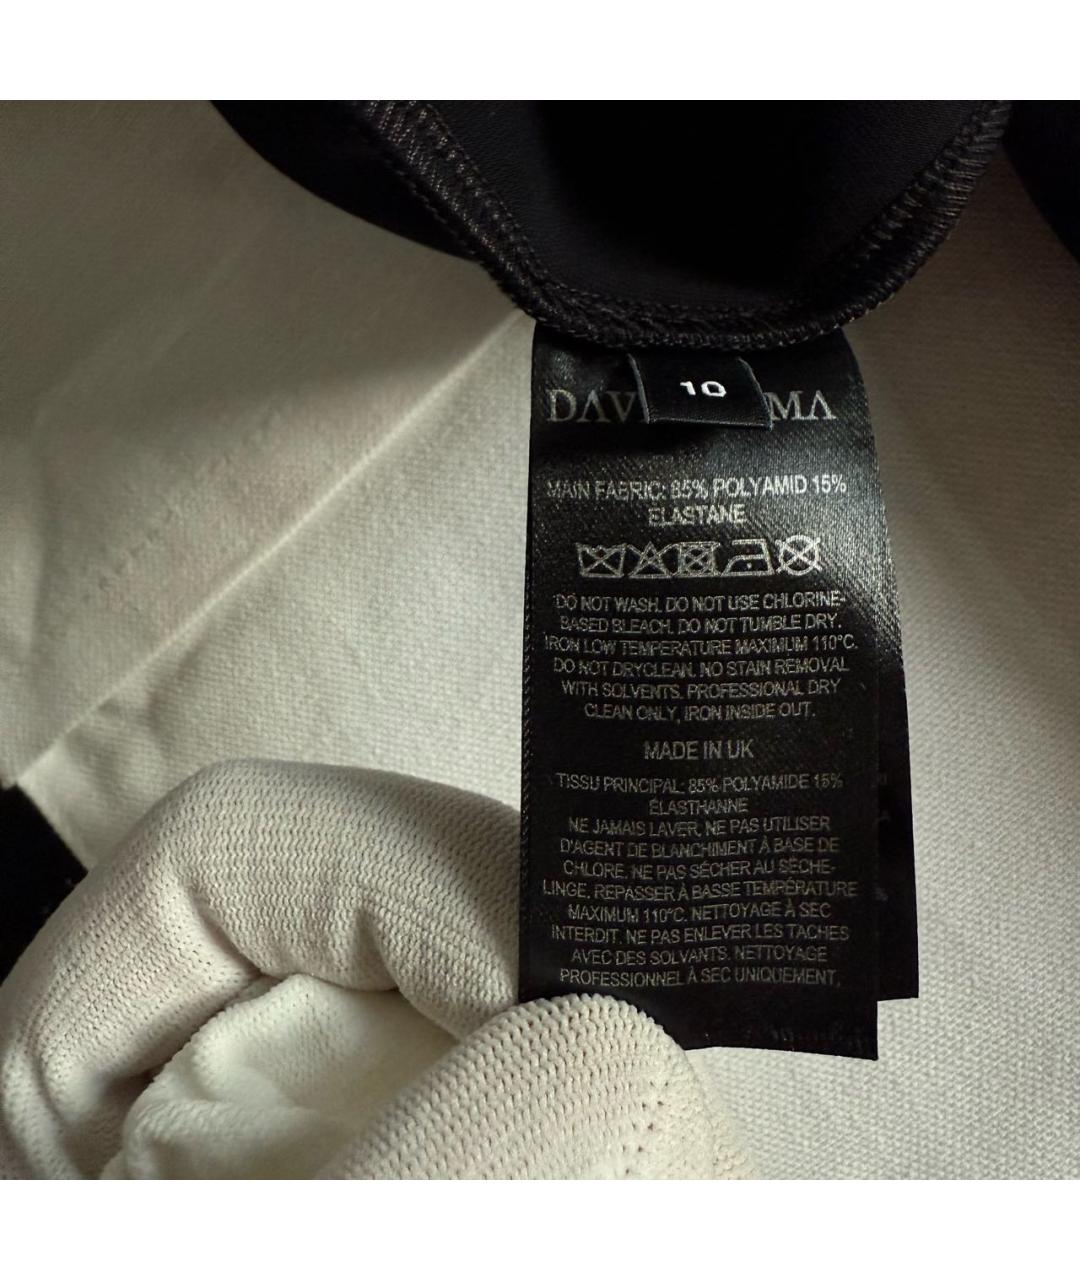 10
DΛV MΛ
MAIN FABRIC: 85% POLYAMID 15%
ELASTANE
DO NOT WASH. DO NOT USE CHLORINE-
BASED BLEACH. DO NOT TUMBLE DRY.
IRON LOW TEMPERATURE MAXIMUM 110°C.
DO NOT DRYCLEAN. NO STAIN REMOVAL
WITH SOLVENTS. PROFESSIONAL DRY
CLEAN ONLY, IRON INSIDE OUT.
MADE IN UK
TISSU PRINCIPAL: 85% POLYAMIDE 15%
ÉLASTHANNE
NE JAMAIS LAVER. NE PAS UTILISER
D'AGENT DE BLANCHIMENT À BASE DE
CHLORE. NE PAS SÉCHER AU SÈCHE-
LINGE. REPASSER À BASSE TEMPÉRATURE
MAXIMUM 110°C. NETTOYAGE À SEC
INTERDIT. NE PAS ENLEVER LES TACHES
AVEC DES SOLVANTS. NETTOYAGE
PROFESSIONNEL À SEC UNIQUEMENT,